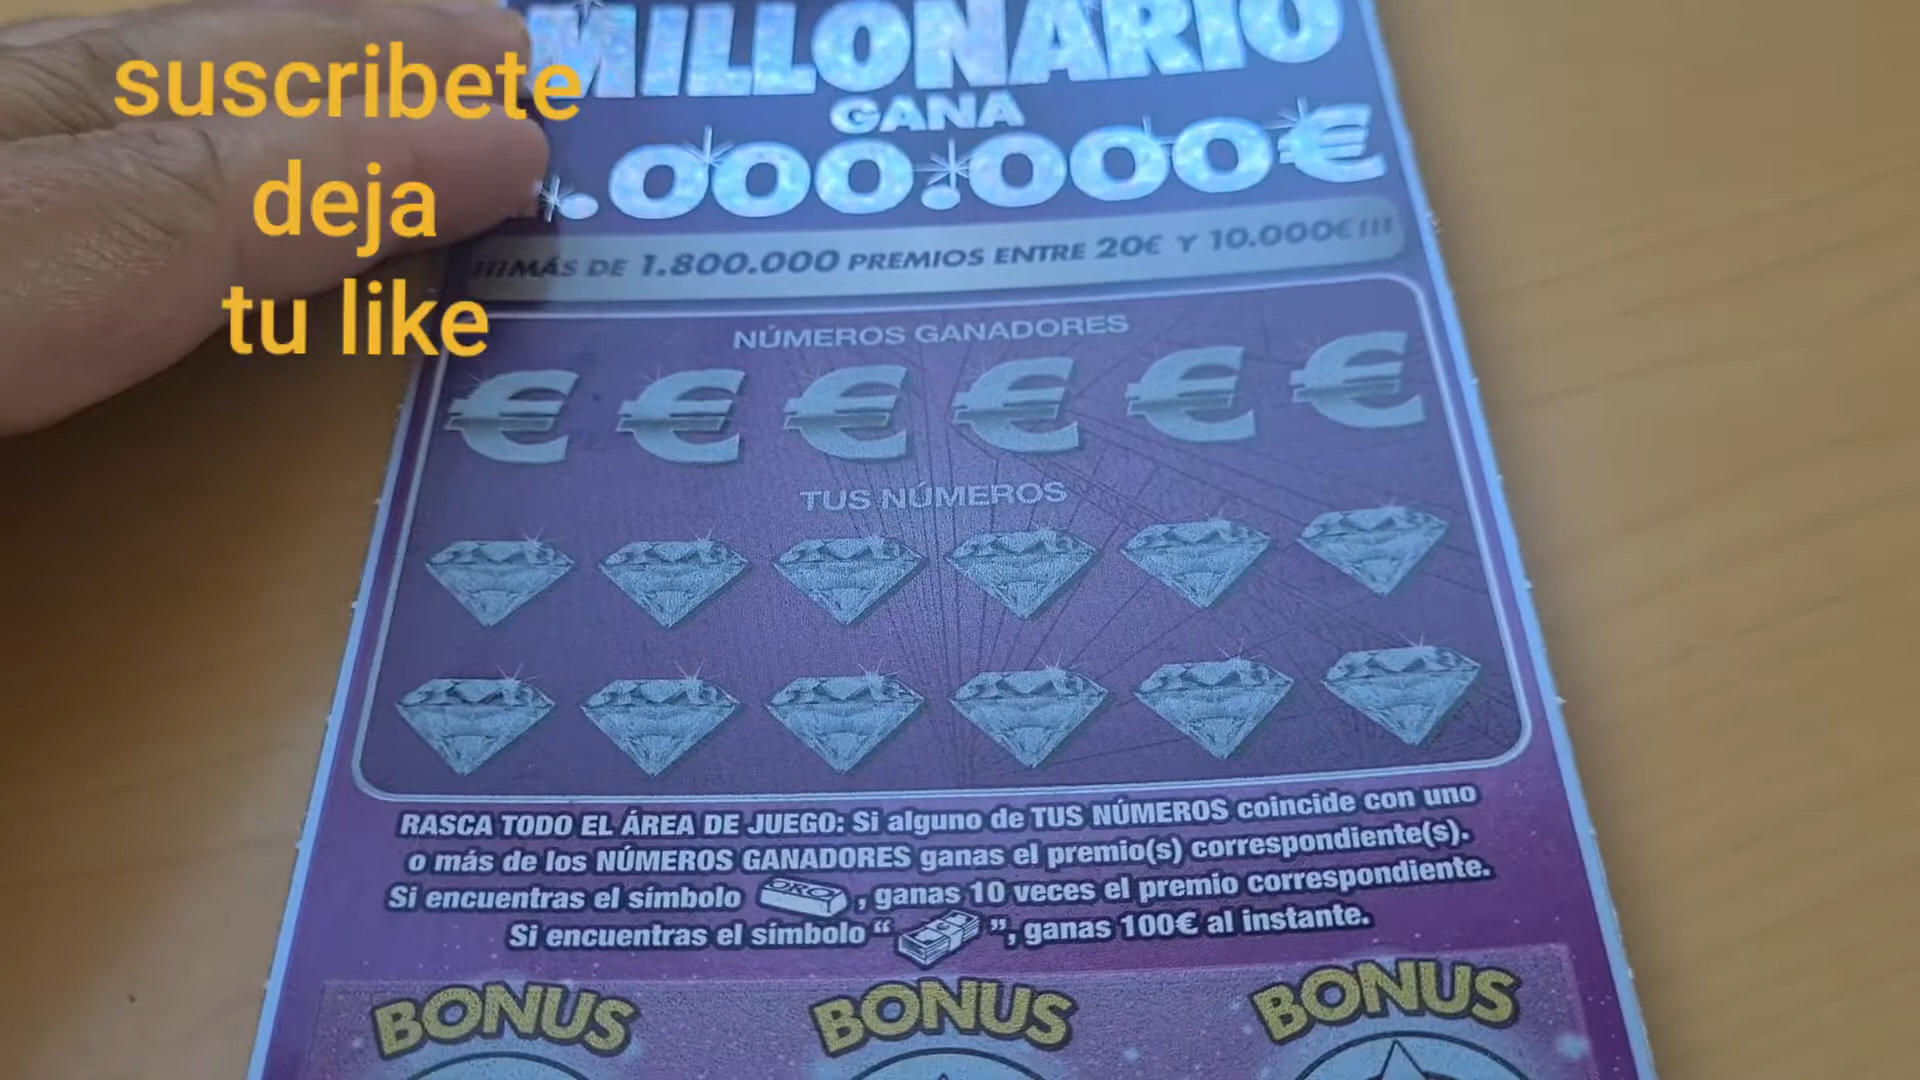 suscribete
deja
tu like
MILLONARIO
GANA
.000.000€
¡¡¡MÁS DE 1.800.000 PREMIOS ENTRE 20€ Y 10.000€!!!
NÚMEROS GANADORES
€ € € € € €
TUS NÚMEROS
RASCA TODO EL ÁREA DE JUEGO: Si alguno de TUS NÚMEROS coincide con uno
o más de los NÚMEROS GANADORES ganas el premio(s) correspondiente(s).
Si encuentras el símbolo ORO, ganas 10 veces el premio correspondiente.
Si encuentras el símbolo “ ”, ganas 100€ al instante.
BONUS BONUS BONUS